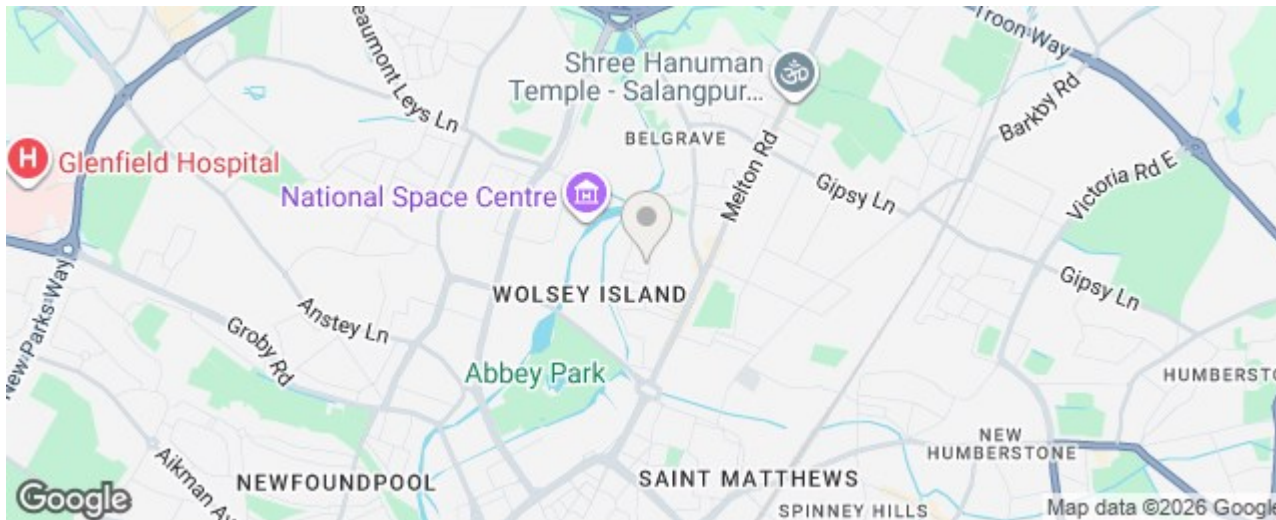 Troon Way
eaumont Leys Ln
Shree Hanuman
Temple - Salangpur...
Barkby Rd
BELGRAVE
H
Glenfield Hospital
Victoria Rd E
National Space Centre
Melton Rd
Gipsy Ln
New Parks Way
WOLSEY ISLAND
Gipsy Ln
Anstey Ln
Groby Rd
Abbey Park
HUMBERSTO
NEW
HUMBERSTONE
Aikman Av
NEWFOUNDPOOL
SAINT MATTHEWS
Google
SPINNEY HILLS
Map data ©2026 Google